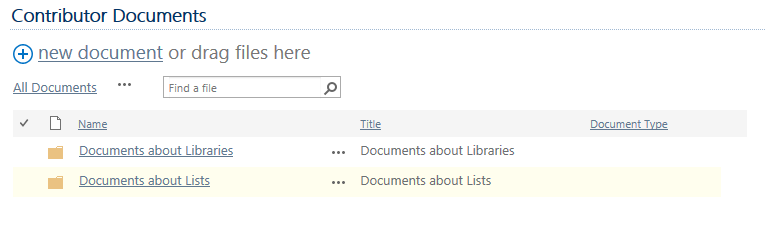 Contributor Documents
new document or drag files here
All Documents ••• Find a file
Name Title Document Type
Documents about Libraries ••• Documents about Libraries
Documents about Lists ••• Documents about Lists